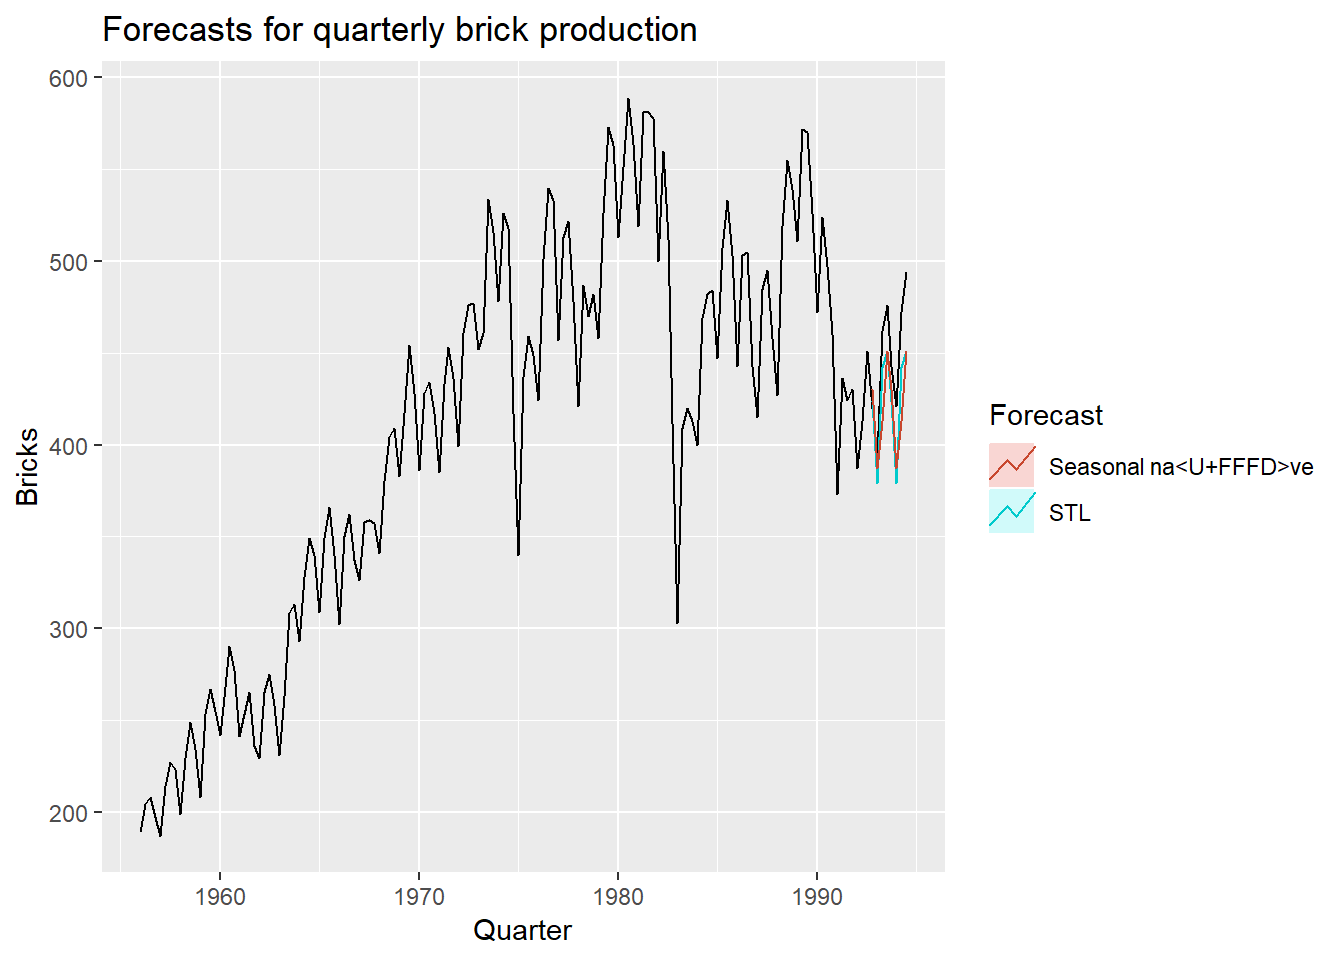 Forecasts for quarterly brick production
600
500
400
300
200
Bricks
1960 1970 1980 1990
Quarter
Forecast
Seasonal na<U+FFFD>ve
STL